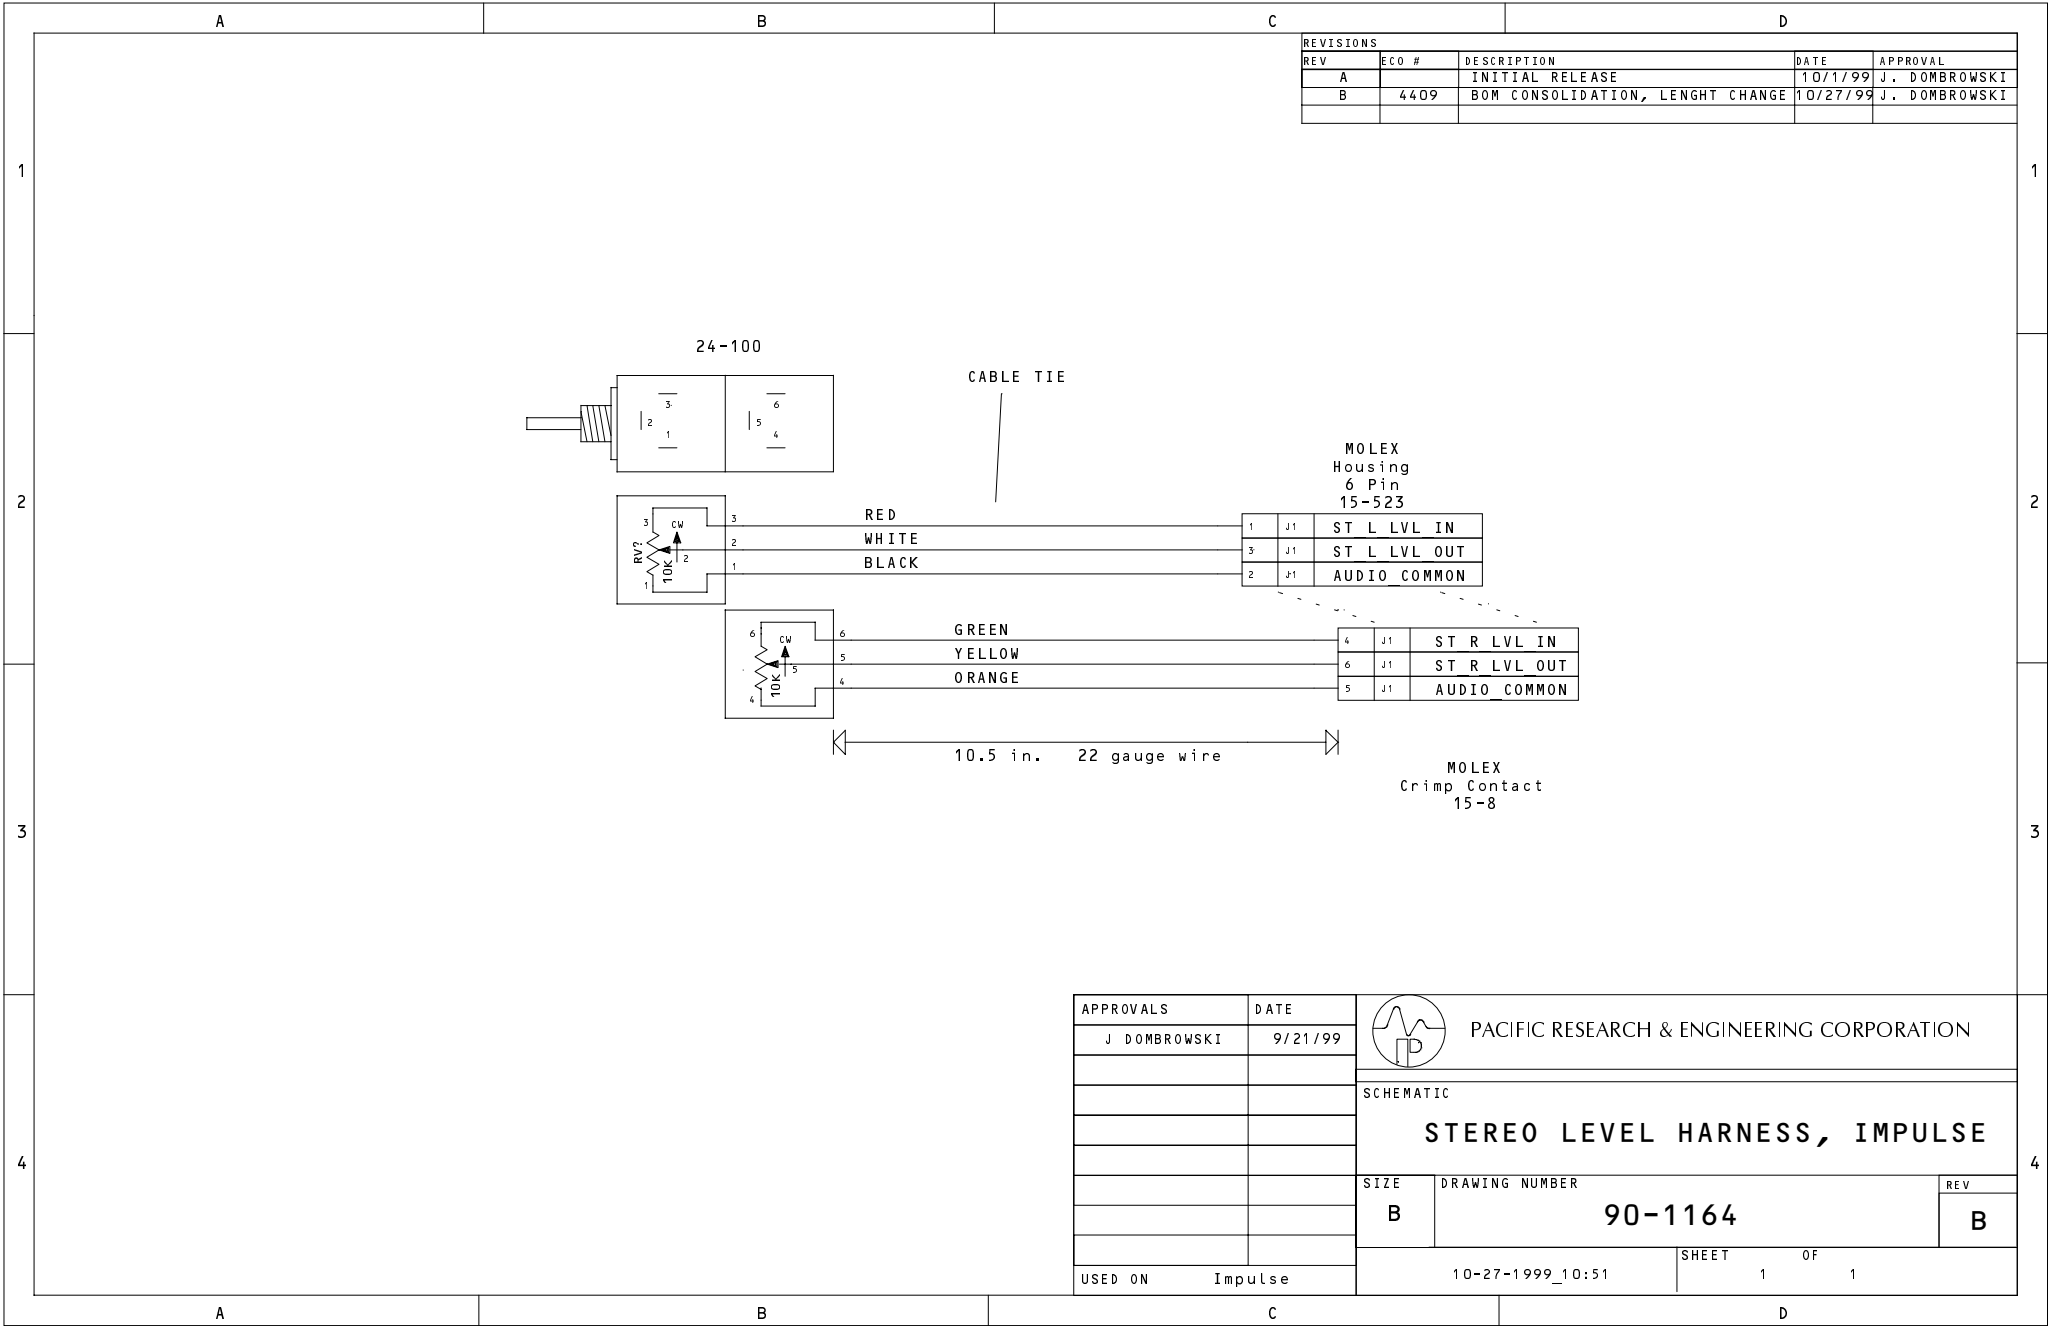 A B C D
REVISIONS
REV ECO # DESCRIPTION DATE APPROVAL
A INITIAL RELEASE 10/1/99 J. DOMBROWSKI
B 4409 BOM CONSOLIDATION, LENGHT CHANGE 10/27/99 J. DOMBROWSKI
1 1
24-100
CABLE TIE
3 6
2 5
1 4
MOLEX
Housing
6 Pin
15-523
2 2
3 CW 3 RED 1 J1 ST_L_LVL_IN
RV? 10K 2 2 WHITE 3 J1 ST_L_LVL_OUT
1 1 BLACK 2 J1 AUDIO_COMMON
6 CW 6 GREEN 4 J1 ST_R_LVL_IN
10K 5 5 YELLOW 6 J1 ST_R_LVL_OUT
4 4 ORANGE 5 J1 AUDIO_COMMON
10.5 in. 22 gauge wire
MOLEX
Crimp Contact
15-8
3 3
APPROVALS DATE
J DOMBROWSKI 9/21/99
PACIFIC RESEARCH & ENGINEERING CORPORATION
SCHEMATIC
STEREO LEVEL HARNESS, IMPULSE
4 4
SIZE DRAWING NUMBER REV
B 90-1164 B
SHEET OF
USED ON Impulse 10-27-1999_10:51 1 1
A B C D